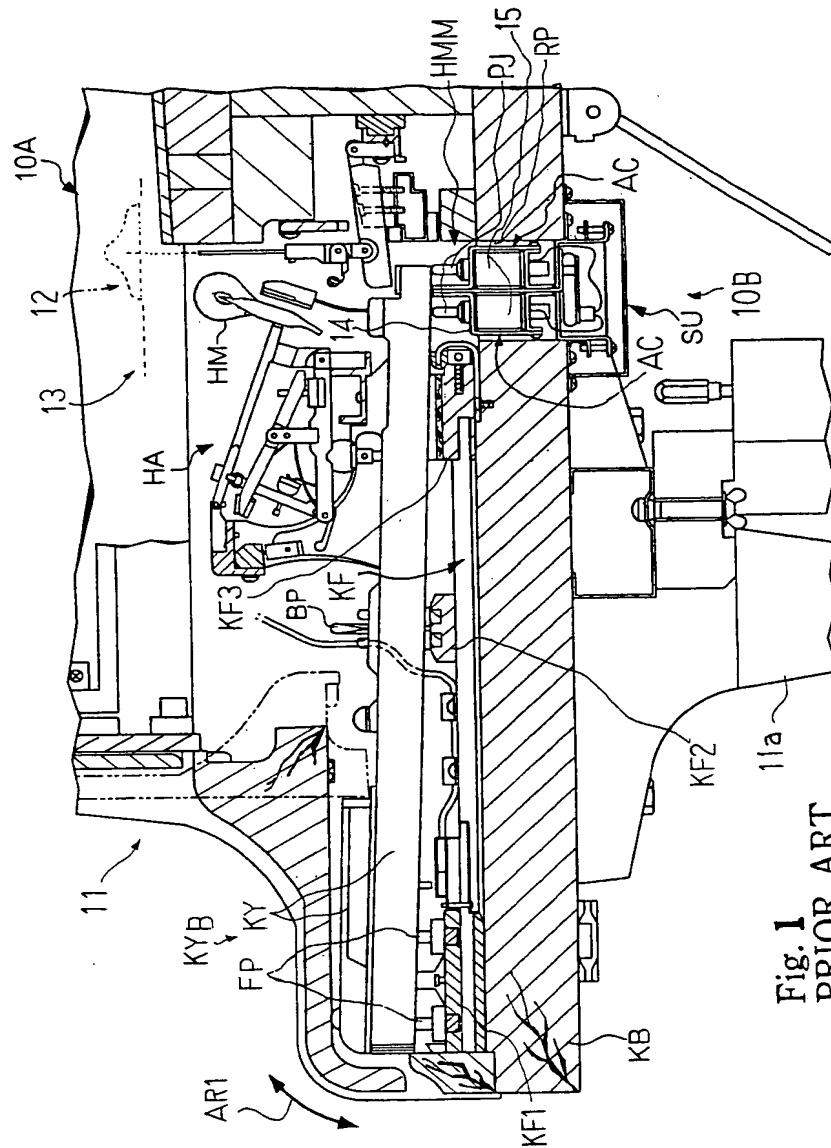 10A
12
13
HM
HA
HMM
PJ
15
RP
14
AC
AC
SU
10B
KF3
KF
BP
KF2
11a
11
KYB
KY
FP
AR1
KF1
KB
Fig. 1
PRIOR ART